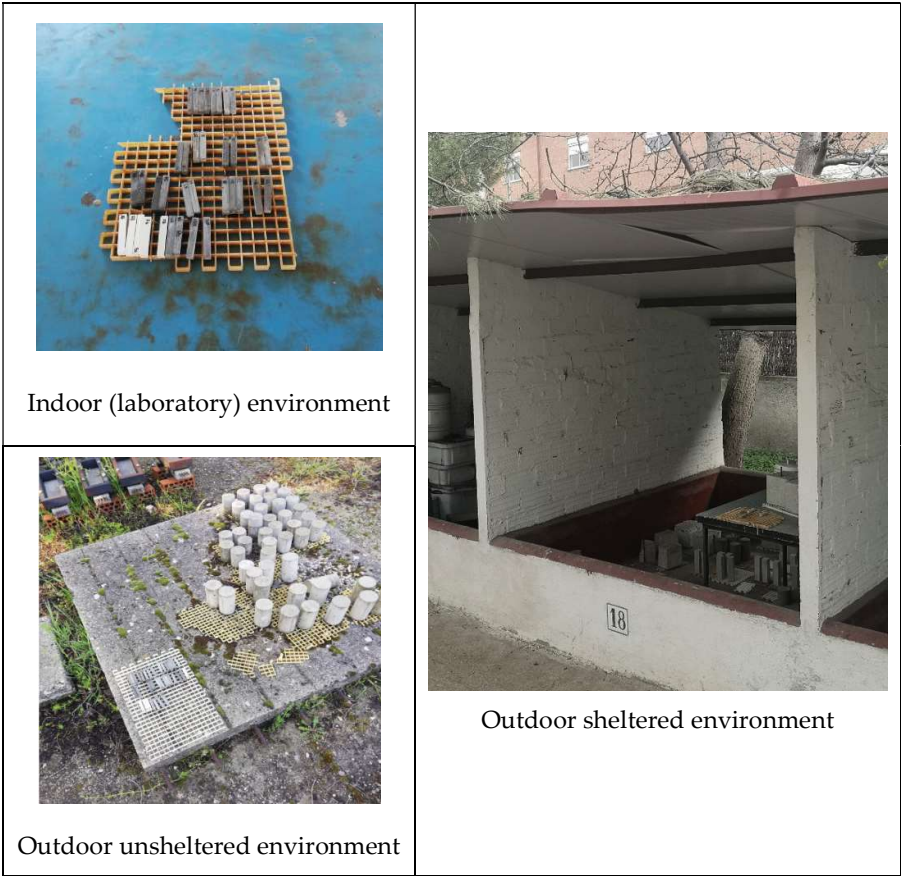 Indoor (laboratory) environment
18
Outdoor sheltered environment
Outdoor unsheltered environment